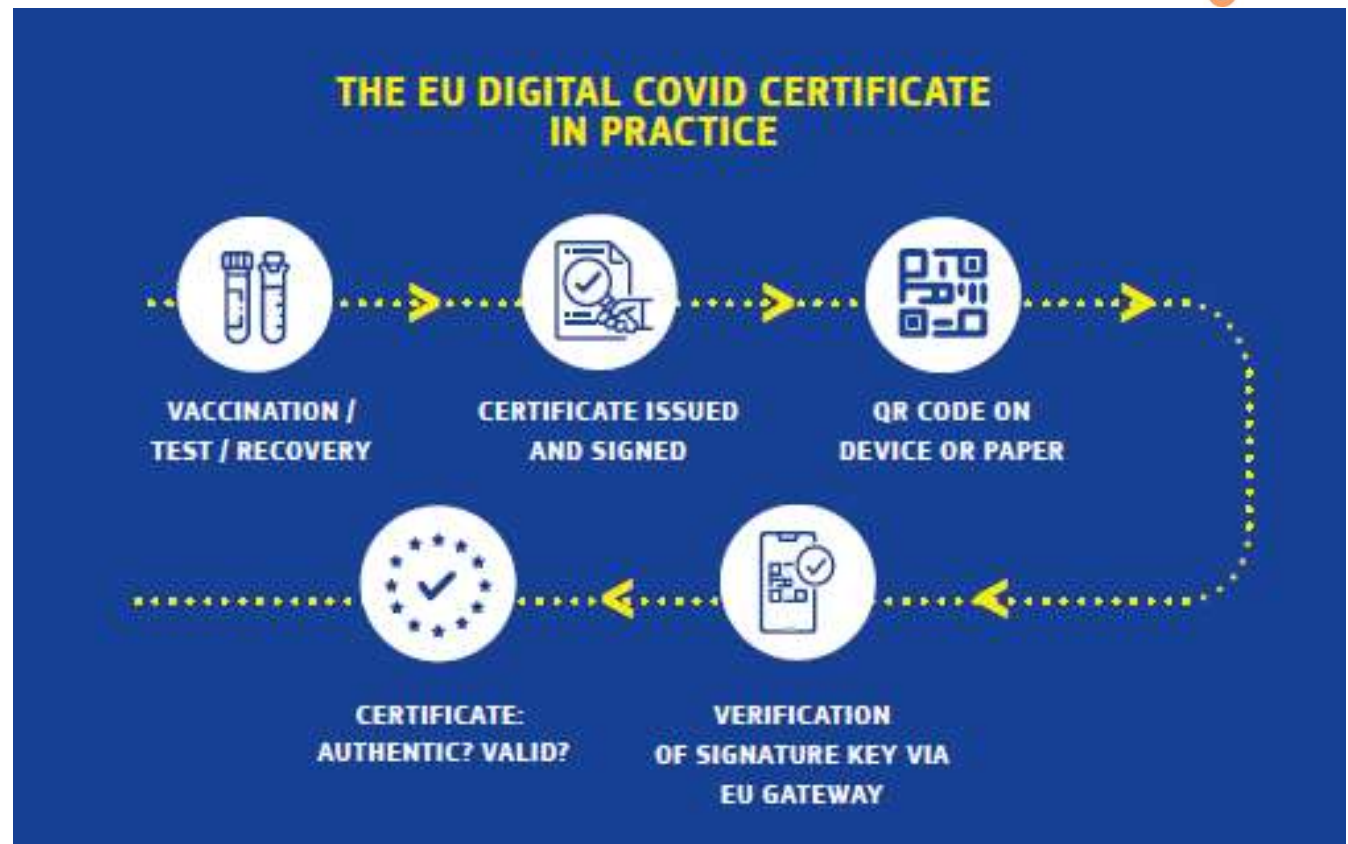 THE EU DIGITAL COVID CERTIFICATE
IN PRACTICE
VACCINATION /
TEST / RECOVERY
CERTIFICATE ISSUED
AND SIGNED
QR CODE ON
DEVICE OR PAPER
VERIFICATION
OF SIGNATURE KEY VIA
EU GATEWAY
CERTIFICATE:
AUTHENTIC? VALID?